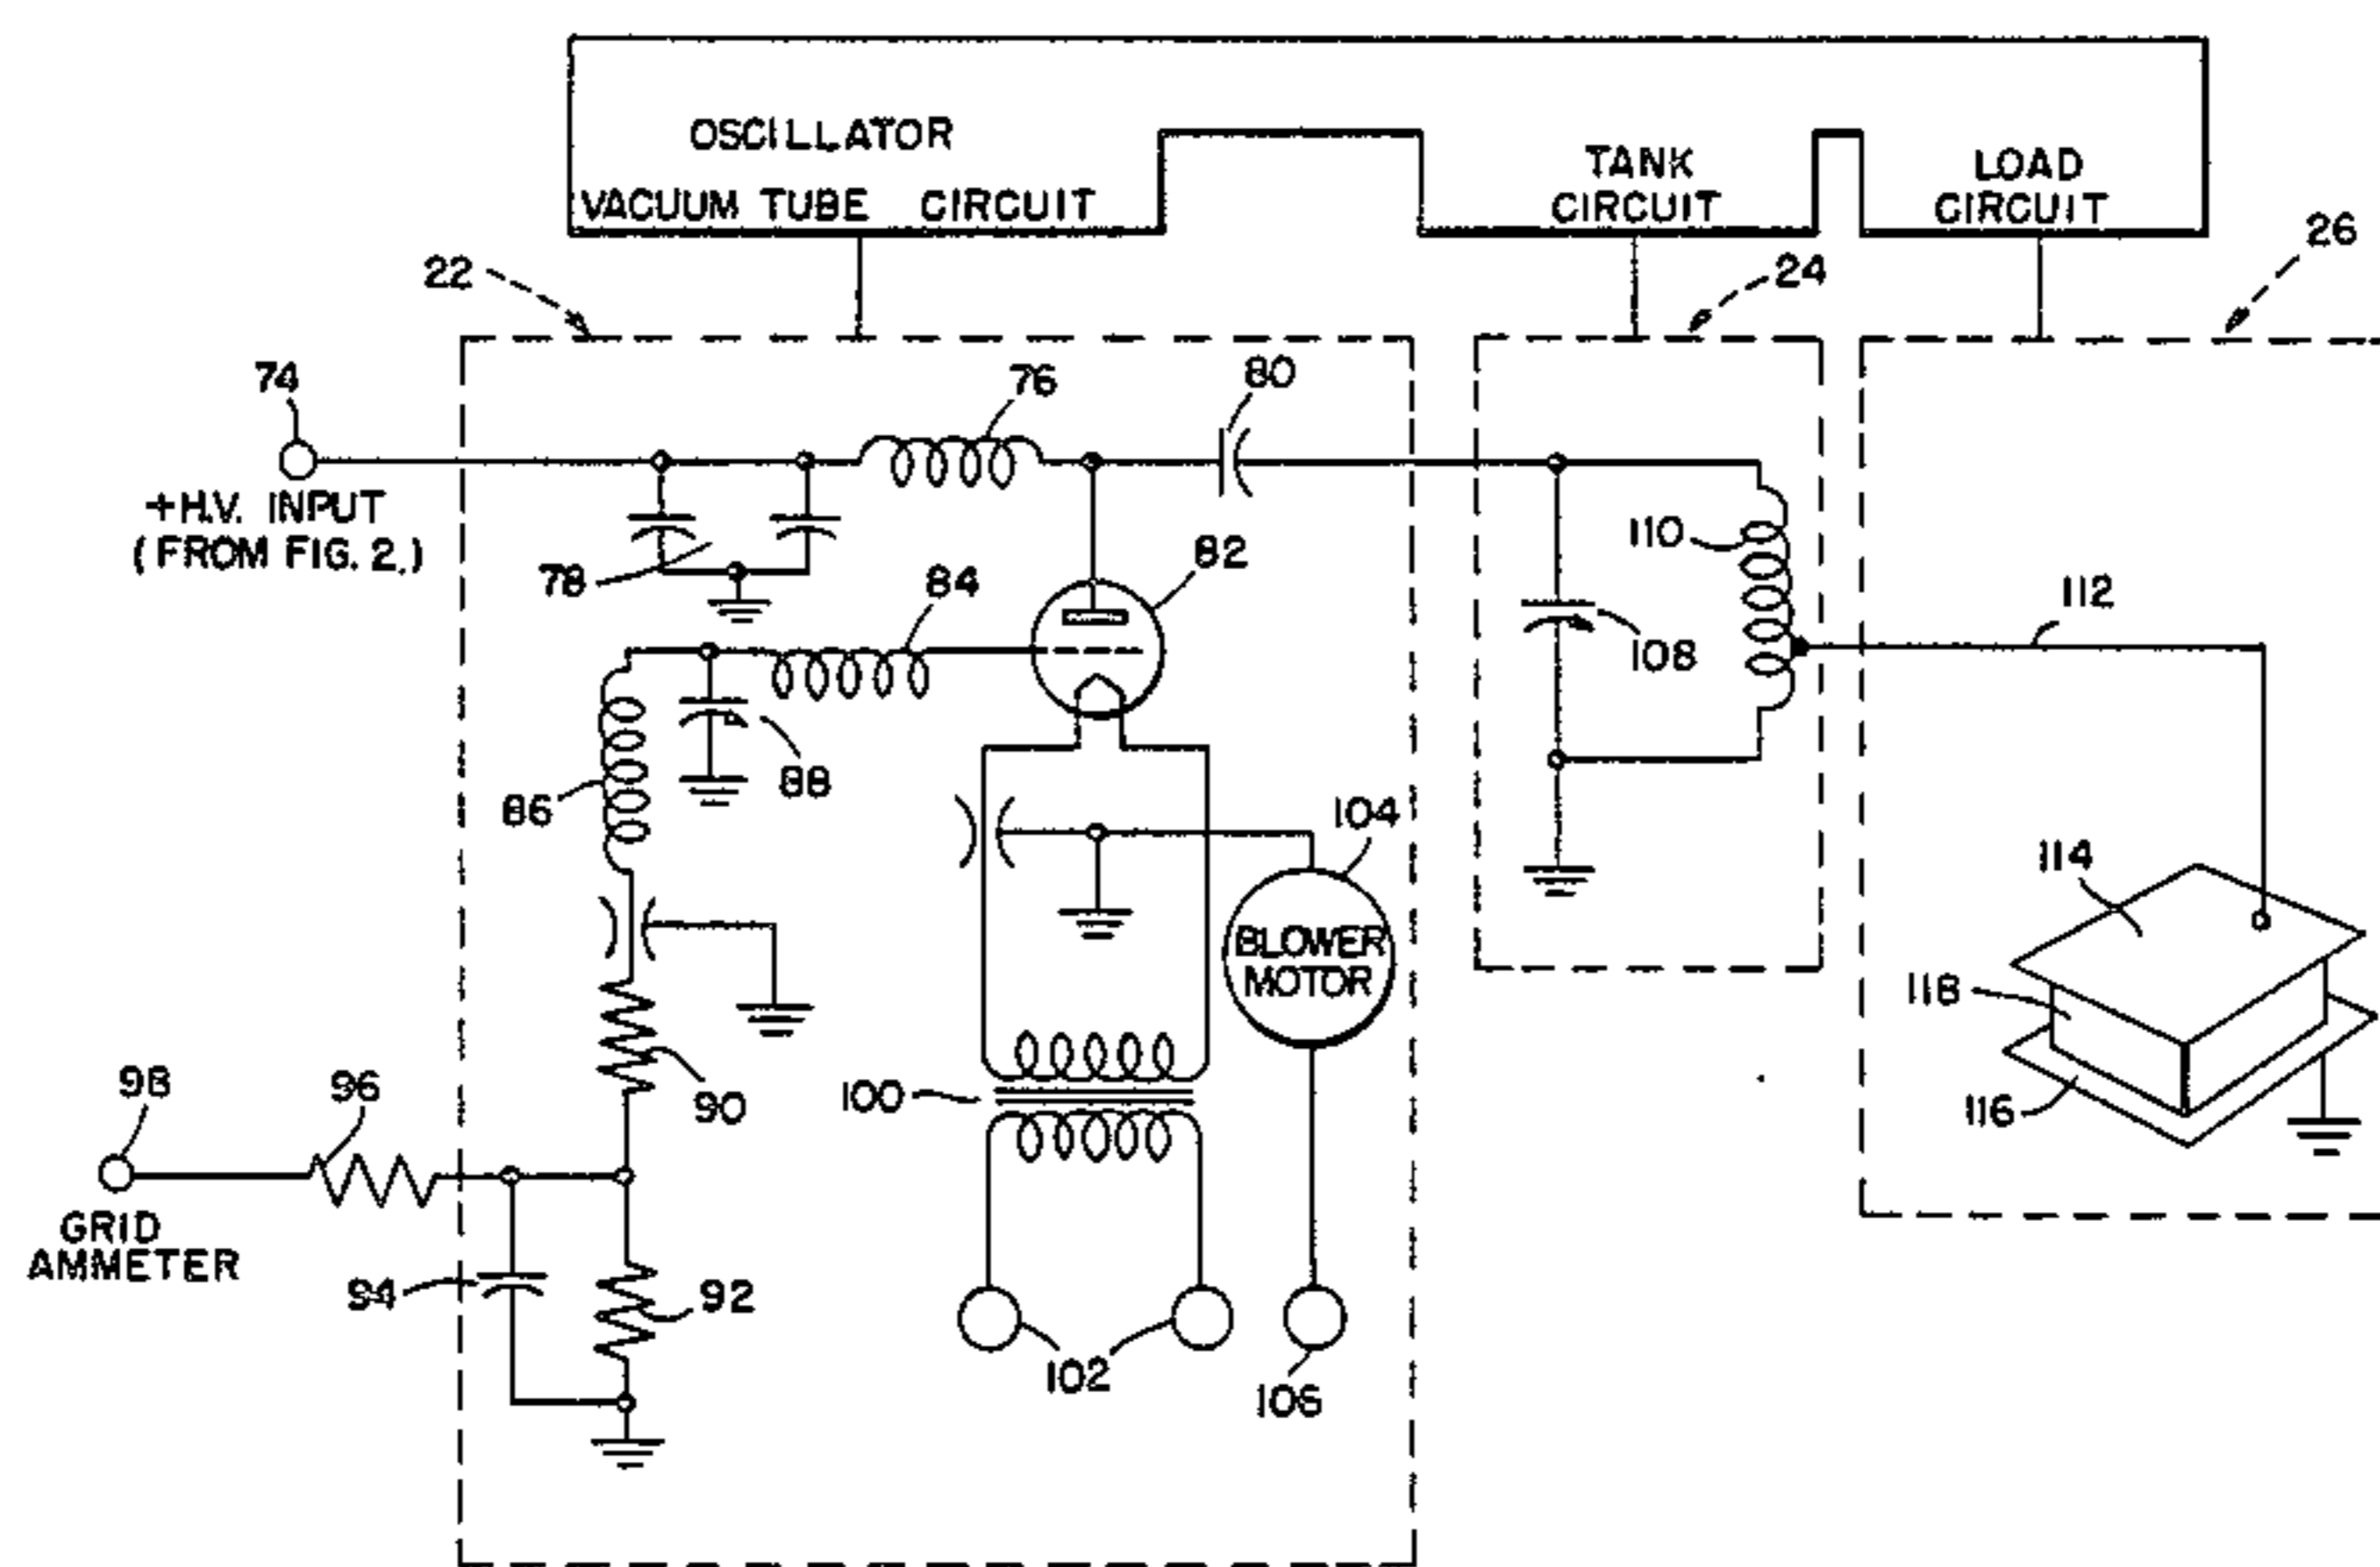 OSCILLATOR
VACUUM TUBE CIRCUIT
TANK
CIRCUIT
LOAD
CIRCUIT
22
24
26
74
76
80
+H.V. INPUT
(FROM FIG. 2.)
78
82
84
110
112
108
86
88
104
114
BLOWER
MOTOR
118
98
96
90
100
116
GRID
AMMETER
94
92
102
106